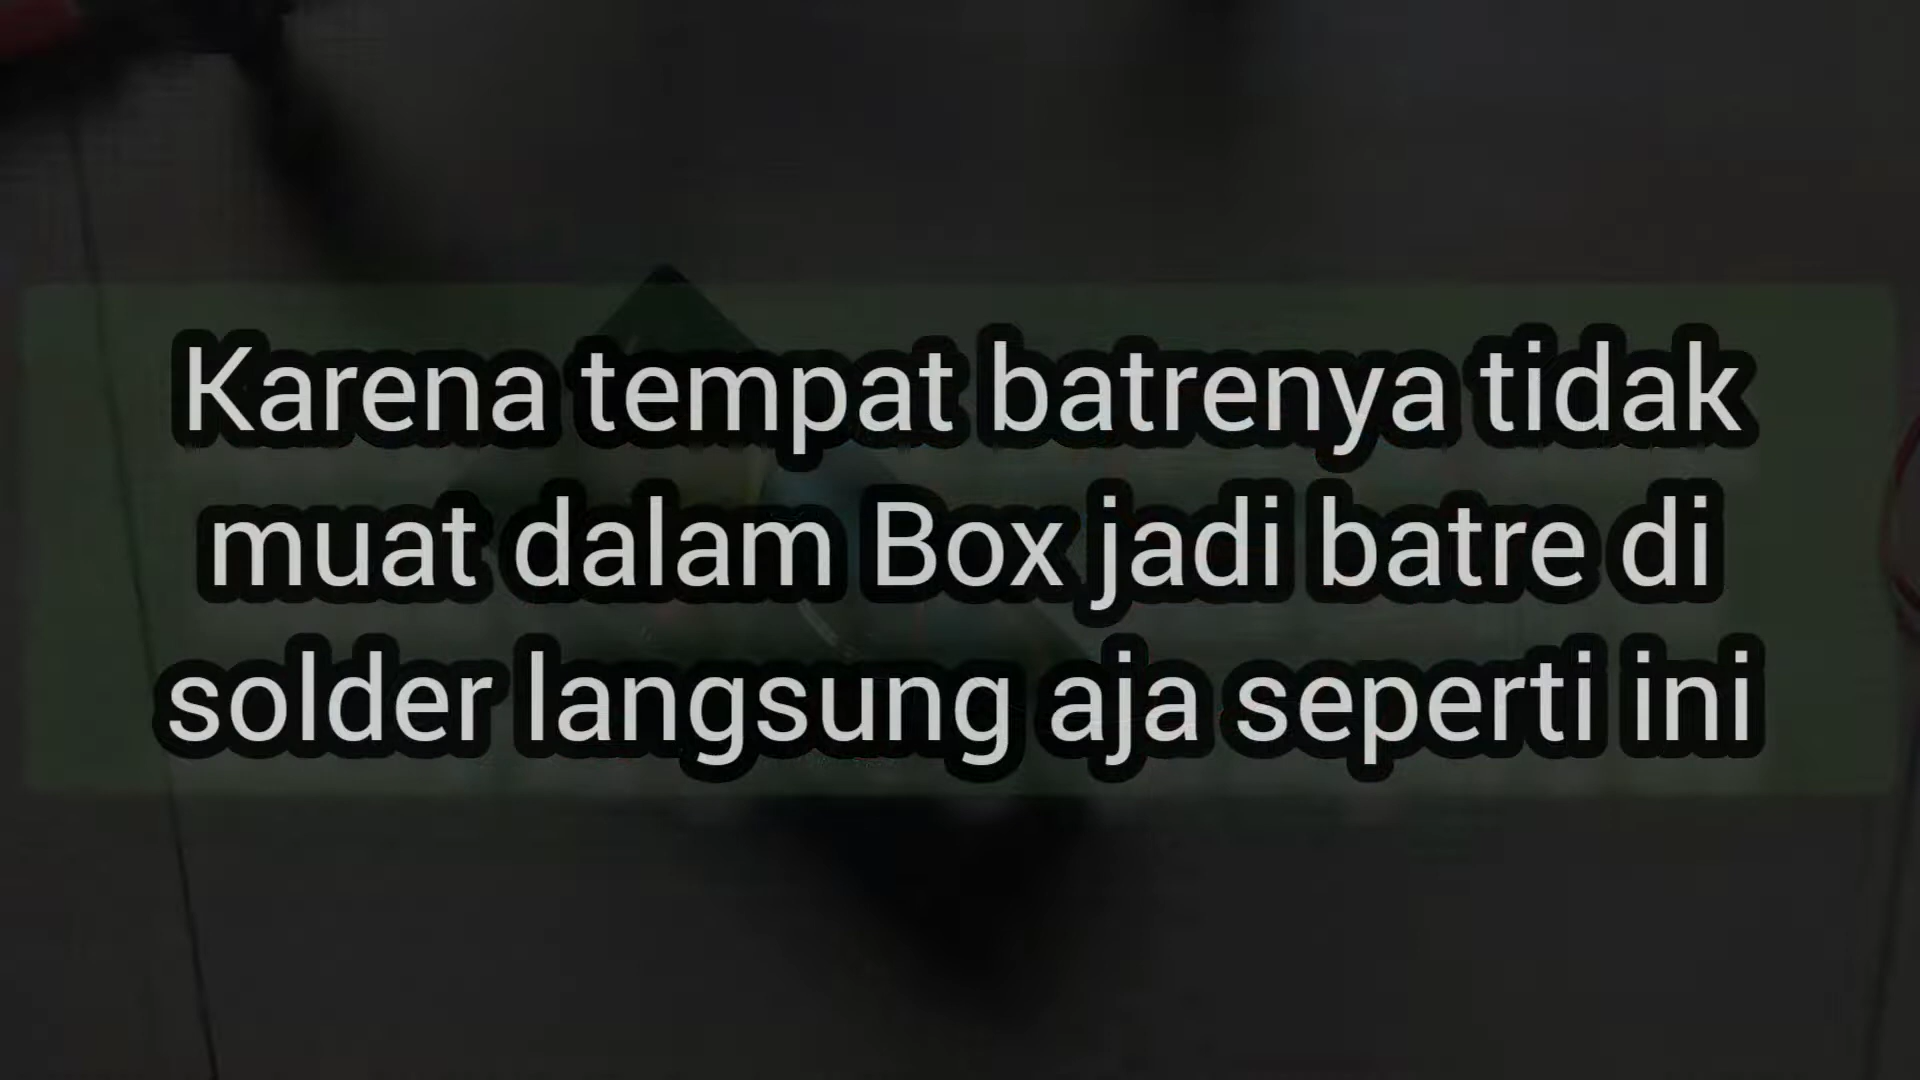 Karena tempat batrenya tidak
muat dalam Box jadi batre di
solder langsung aja seperti ini